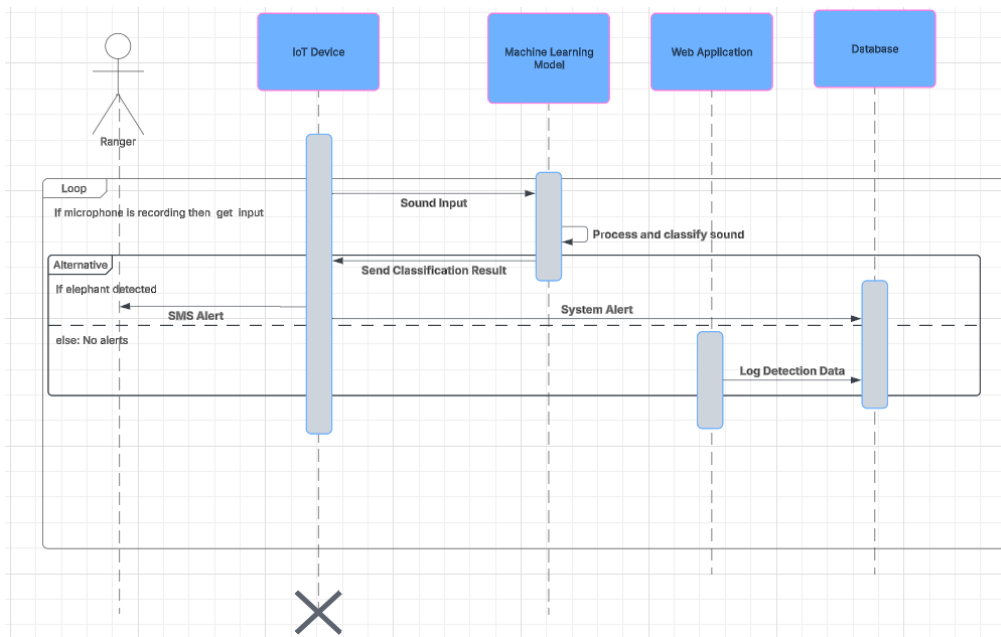 IoT Device
Machine Learning
Model
Web Application
Database
Ranger
Loop
If microphone is recording then get input
Sound Input
Process and classify sound
Alternative
Send Classification Result
If elephant detected
SMS Alert
System Alert
else: No alerts
Log Detection Data